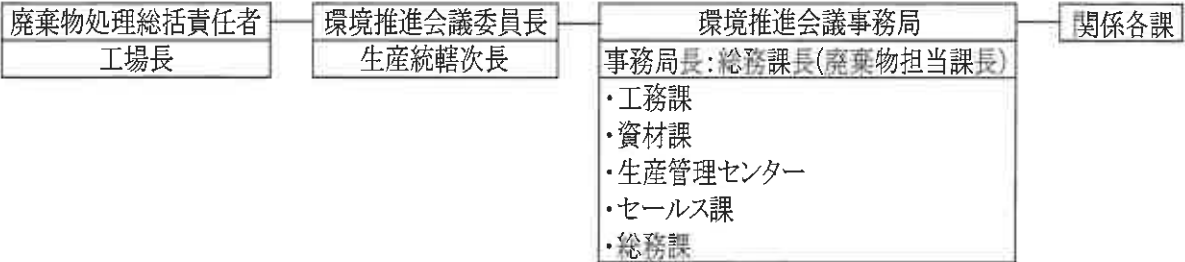 廃棄物処理総括責任者
工場長
環境推進会議委員長
生産統轄次長
環境推進会議事務局
事務局長:総務課長(廃棄物担当課長)
・工務課
・資材課
・生産管理センター
・セールス課
・総務課
関係各課